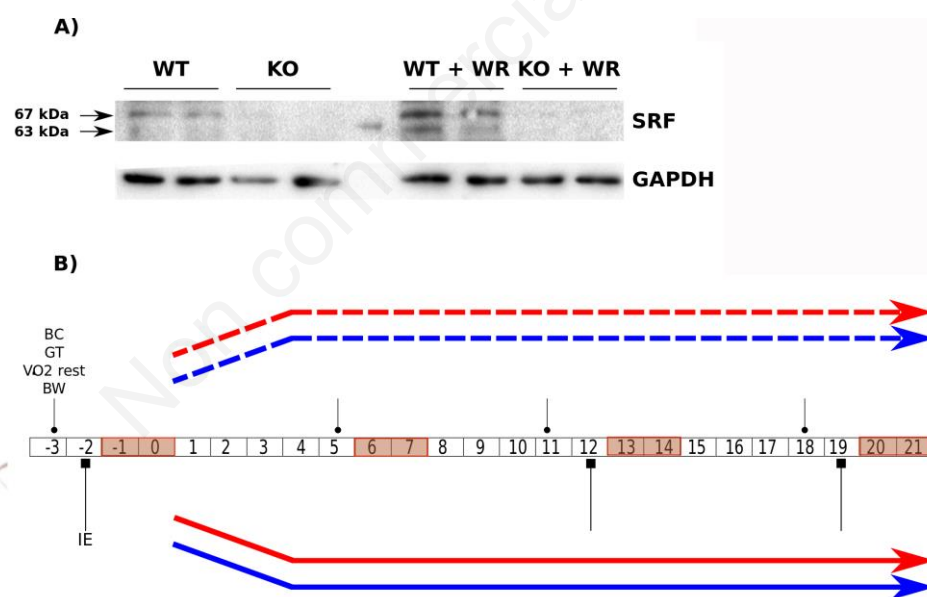 A)
WT KO WT + WR KO + WR
67 kDa
63 kDa
SRF
GAPDH
B)
BC
GT
VO2 rest
BW
-3 -2 -1 0 1 2 3 4 5 6 7 8 9 10 11 12 13 14 15 16 17 18 19 20 21
IE
Non commercial